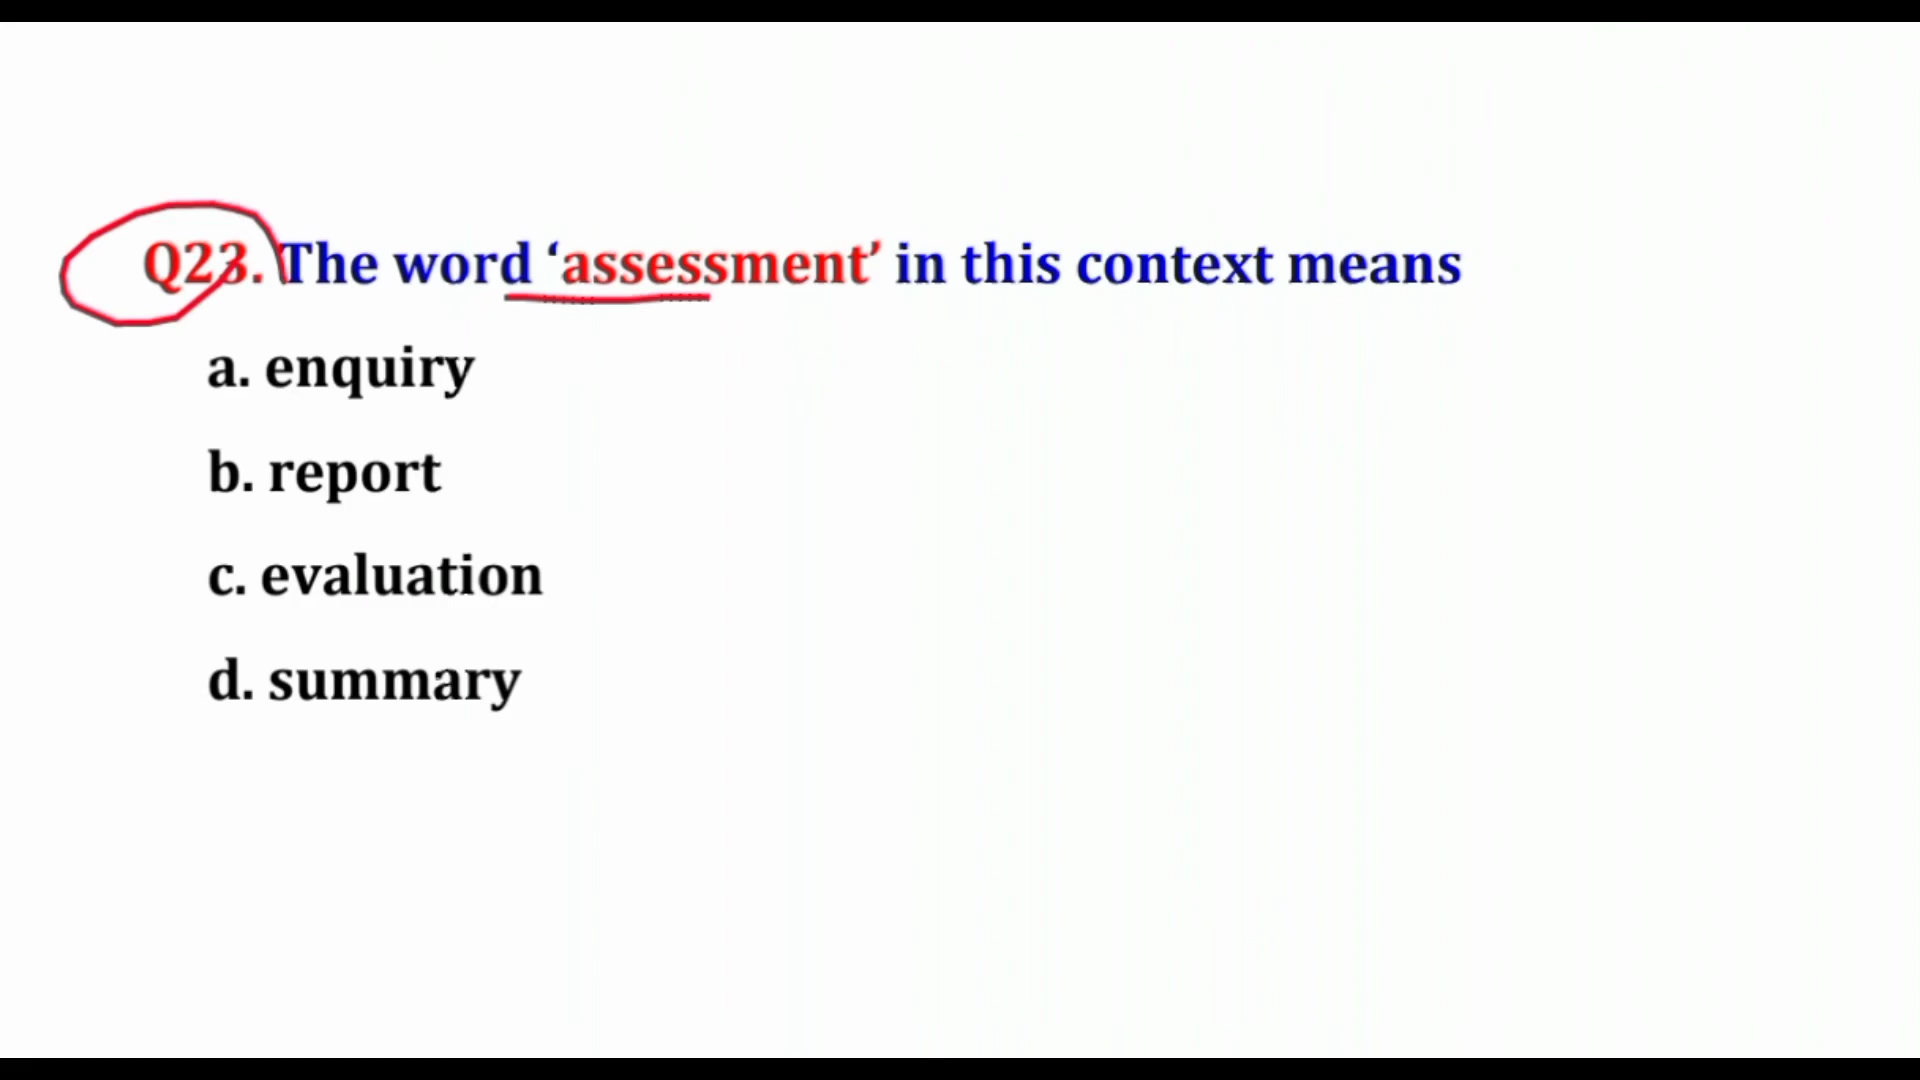 Q23. The word ‘assessment’ in this context means
a. enquiry
b. report
c. evaluation
d. summary